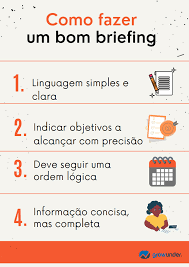 Como fazer
um bom briefing
1. Linguagem simples e
clara
2. Indicar objetivos a
alcançar com precisão
3. Deve seguir uma
ordem lógica
4. Informação concisa,
mas completa